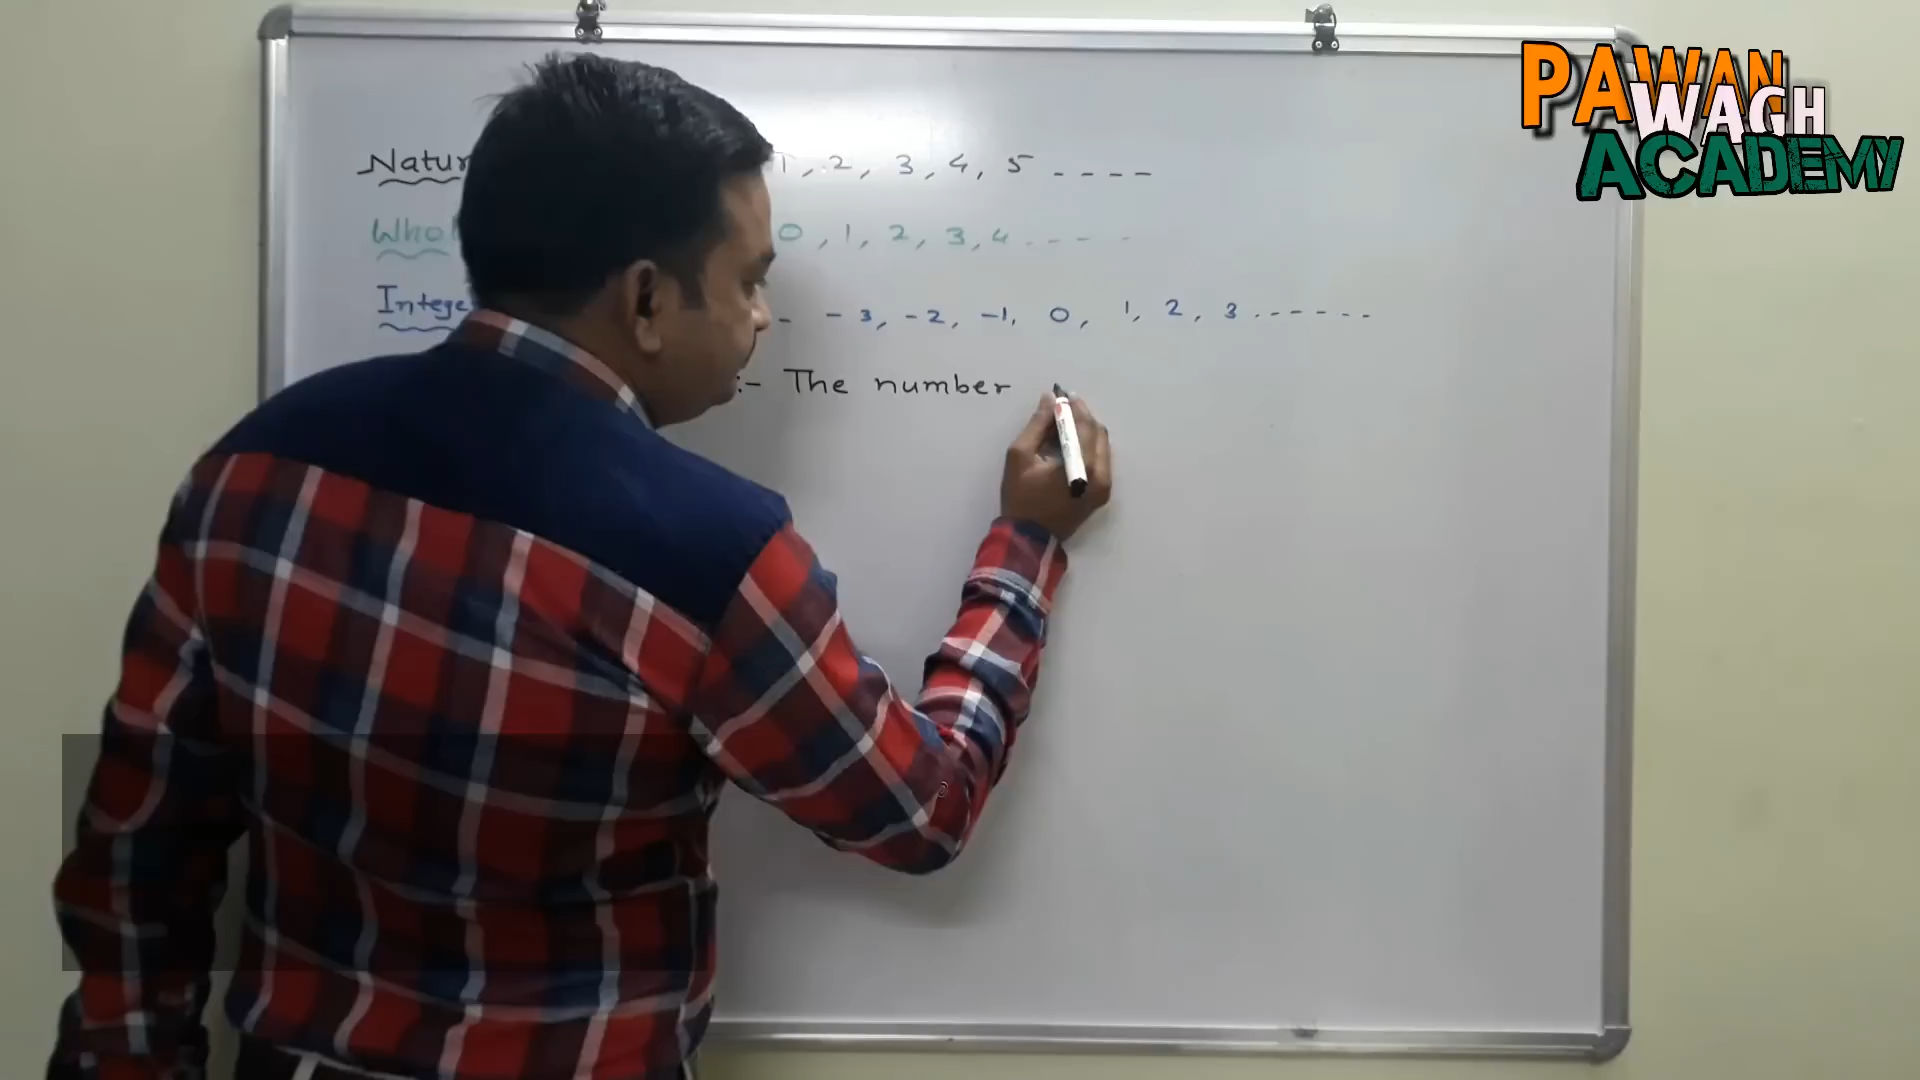 PAWAN
WAGH
ACADEMY
Natur 1, 2, 3, 4, 5 ----
Whol 0, 1, 2, 3, 4 ----
Intege - -3, -2, -1, 0, 1, 2, 3 ------
:- The number